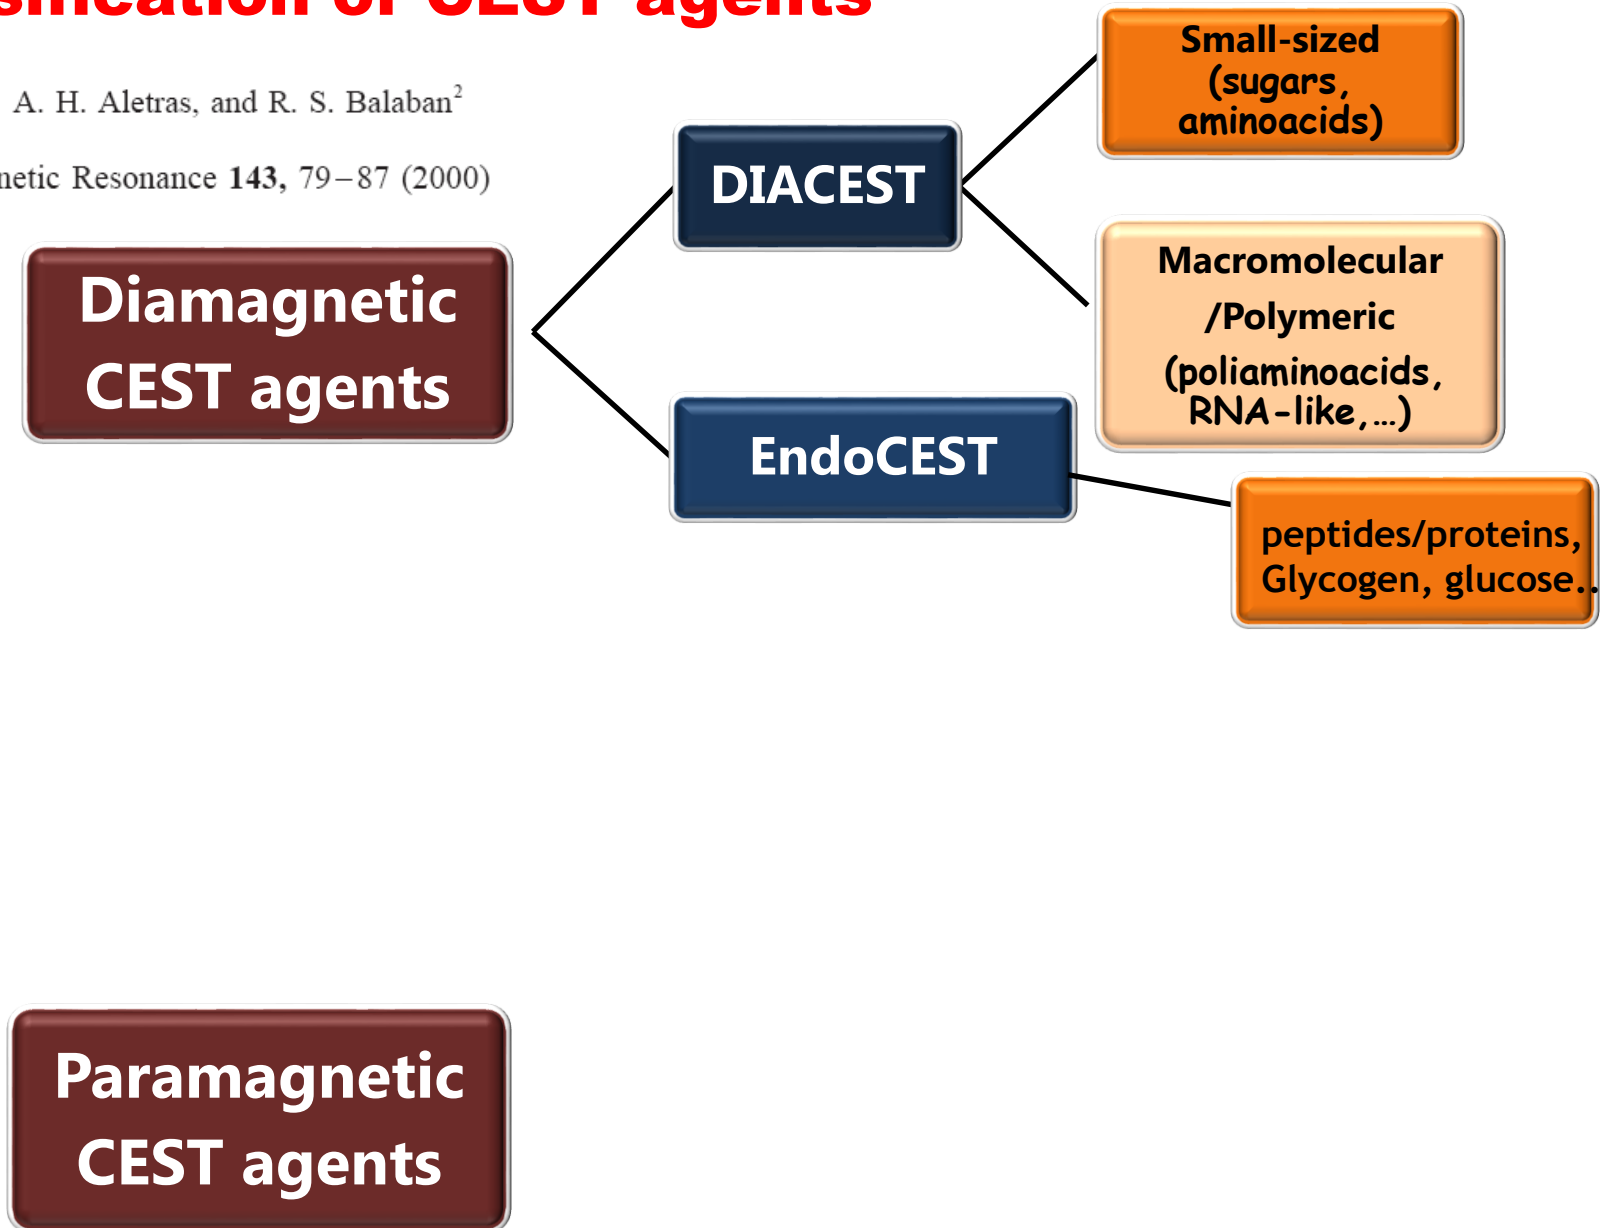 sification of CEST agents
A. H. Aletras, and R. S. Balaban²
netic Resonance 143, 79–87 (2000)
Diamagnetic
CEST agents
DIACEST
EndoCEST
Small-sized
(sugars,
aminoacids)
Macromolecular
/Polymeric
(poliaminoacids,
RNA-like,…)
peptides/proteins,
Glycogen, glucose..
Paramagnetic
CEST agents